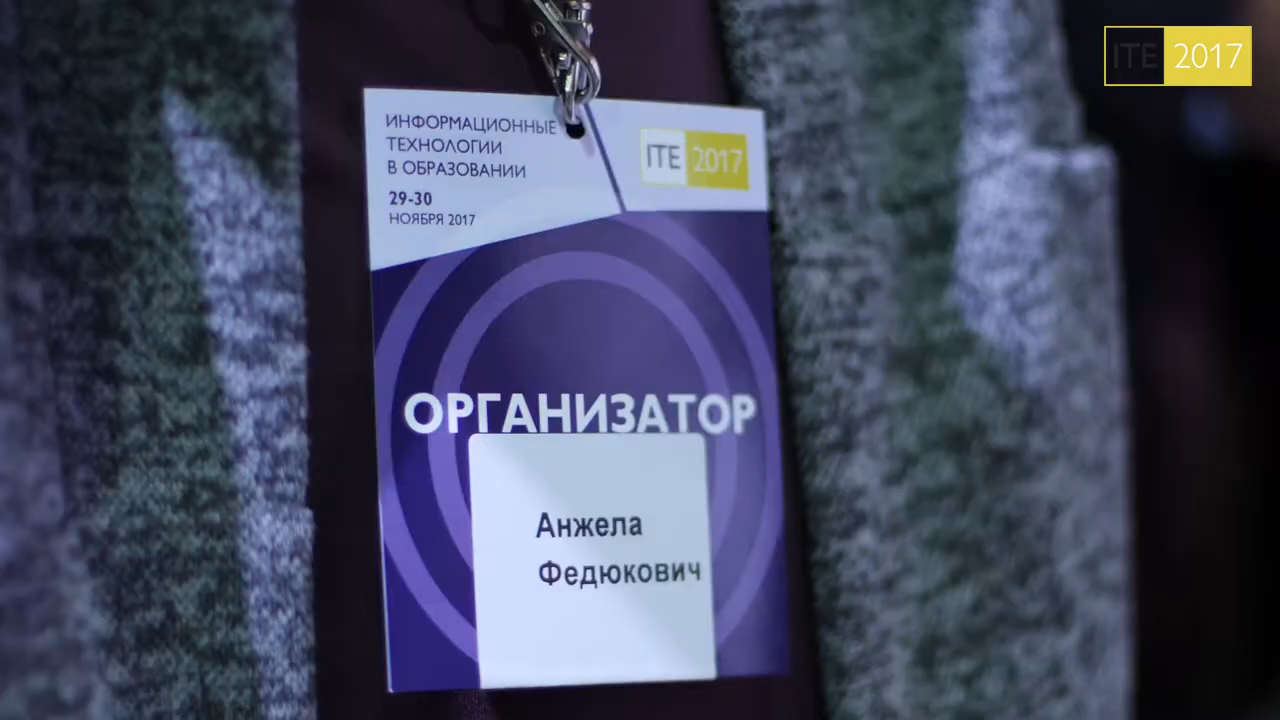 ITE 2017
ИНФОРМАЦИОННЫЕ
ТЕХНОЛОГИИ
В ОБРАЗОВАНИИ
29-30
НОЯБРЯ 2017
ITE 2017
ОРГАНИЗАТОР
Анжела
Федюкович